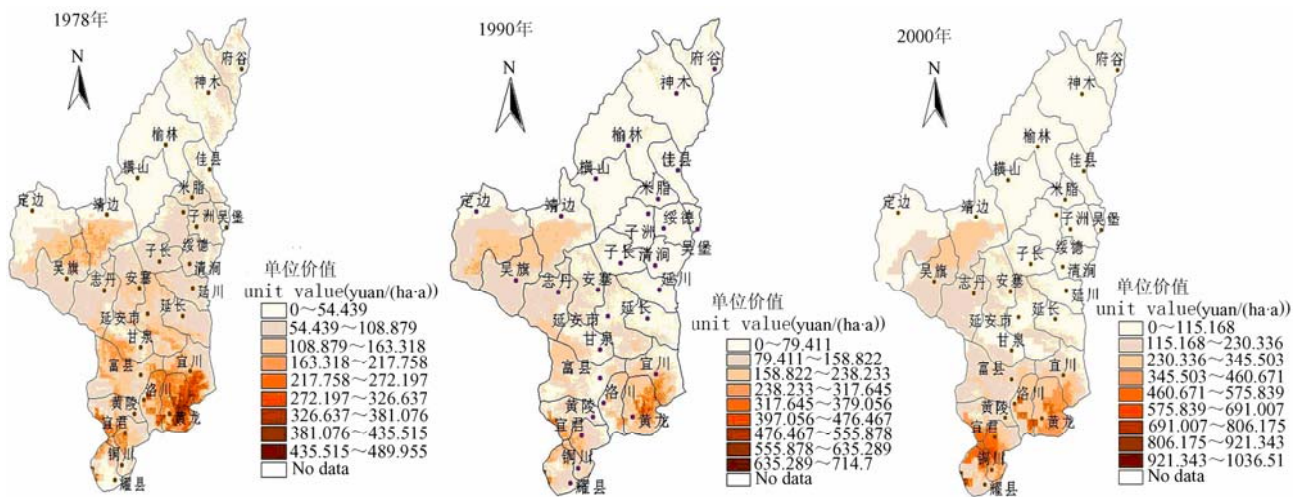 1978年
N
府谷
神木
榆林
佳县
横山
米脂
定边
靖边
子洲
吴堡
绥德
子长
清涧
吴旗
志丹
安塞
延川
延安市
延长
甘泉
富县
宜川
洛川
黄陵
黄龙
宜君
铜川
耀县
单位价值
unit value(yuan/(ha·a))
0～54.439
54.439～108.879
108.879～163.318
163.318～217.758
217.758～272.197
272.197～326.637
326.637～381.076
381.076～435.515
435.515～489.955
No data
1990年
N
府谷
神木
榆林
佳县
横山
米脂
定边
靖边
绥德
子洲
吴堡
子长
清涧
吴旗
志丹
安塞
延川
延安市
延长
甘泉
富县
宜川
洛川
黄陵
黄龙
宜君
铜川
耀县
单位价值
unit value(yuan/(ha·a))
0～79.411
79.411～158.822
158.822～238.233
238.233～317.645
317.645～379.056
397.056～476.467
476.467～555.878
555.878～635.289
635.289～714.7
No data
2000年
N
府谷
神木
榆林
佳县
横山
米脂
定边
靖边
子洲
吴堡
绥德
子长
清涧
吴旗
志丹
安塞
延川
延安市
延长
甘泉
富县
宜川
洛川
黄陵
黄龙
宜君
铜川
耀县
单位价值
unit value(yuan/(ha·a))
0～115.168
115.168～230.336
230.336～345.503
345.503～460.671
460.671～575.839
575.839～691.007
691.007～806.175
806.175～921.343
921.343～1036.51
No data